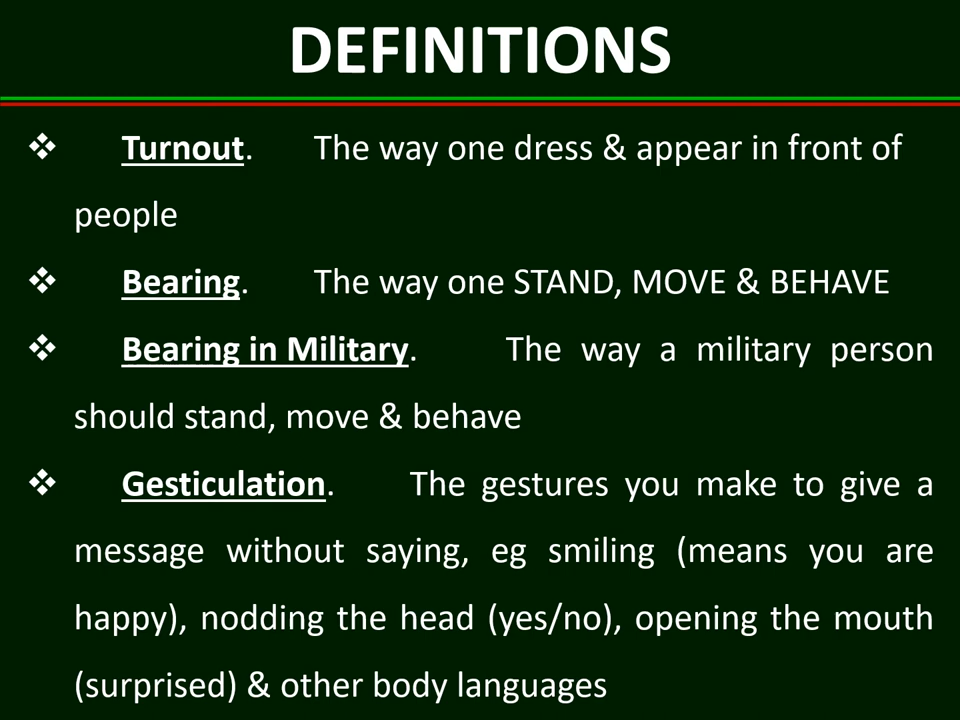 DEFINITIONS
❖ Turnout. The way one dress & appear in front of
people
❖ Bearing. The way one STAND, MOVE & BEHAVE
❖ Bearing in Military. The way a military person
should stand, move & behave
❖ Gesticulation. The gestures you make to give a
message without saying, eg smiling (means you are
happy), nodding the head (yes/no), opening the mouth
(surprised) & other body languages